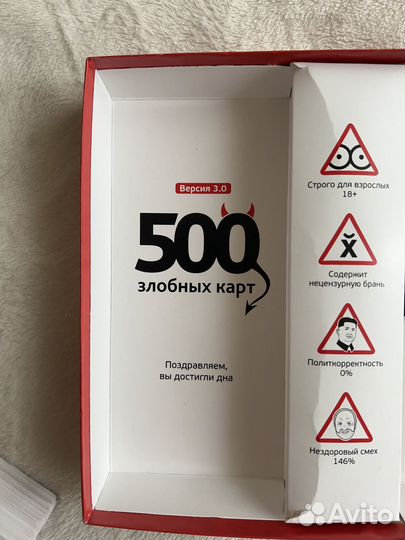 Версия 3.0
500
злобных карт
Поздравляем,
вы достигли дна
Строго для взрослых
18+
Ẍ
Содержит
нецензурную брань
Политкорректность
0%
Нездоровый смех
146%
Avito